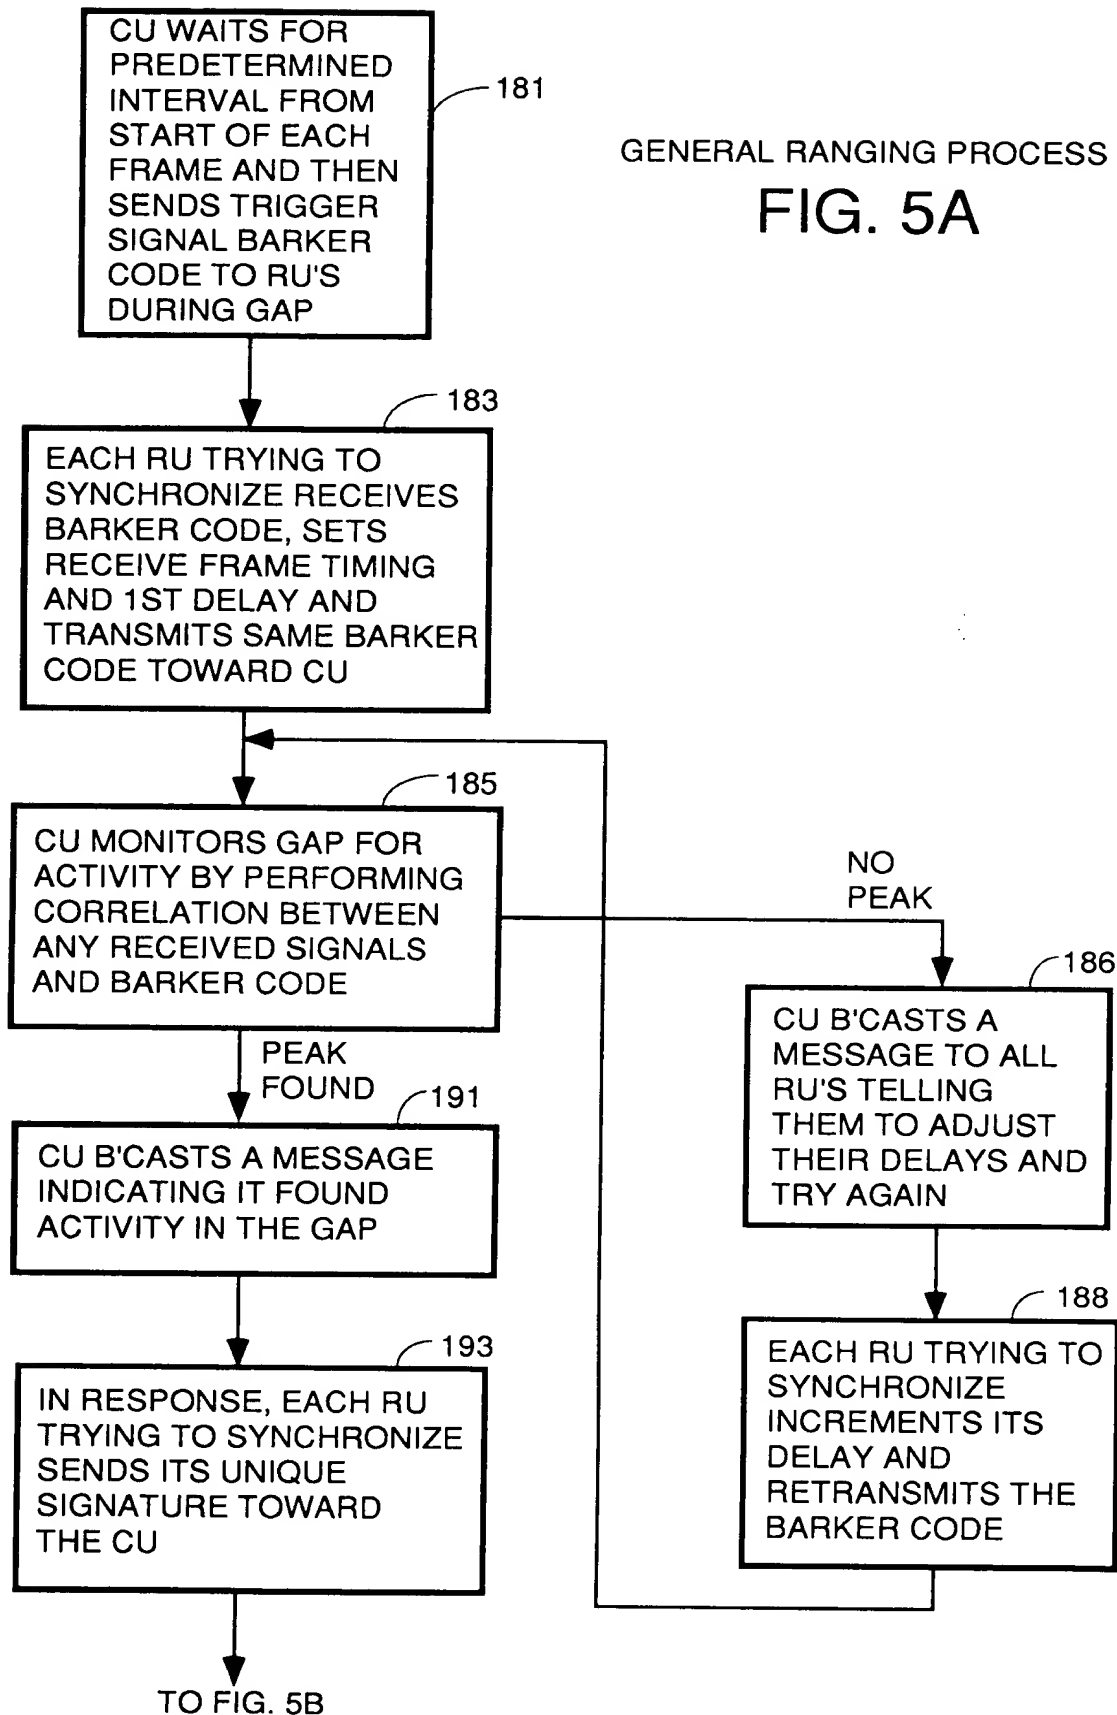 CU WAITS FOR
PREDETERMINED
INTERVAL FROM
START OF EACH
FRAME AND THEN
SENDS TRIGGER
SIGNAL BARKER
CODE TO RU'S
DURING GAP
181
GENERAL RANGING PROCESS
FIG. 5A
183
EACH RU TRYING TO
SYNCHRONIZE RECEIVES
BARKER CODE, SETS
RECEIVE FRAME TIMING
AND 1ST DELAY AND
TRANSMITS SAME BARKER
CODE TOWARD CU
185
CU MONITORS GAP FOR
ACTIVITY BY PERFORMING
CORRELATION BETWEEN
ANY RECEIVED SIGNALS
AND BARKER CODE
NO
PEAK
186
CU B'CASTS A
MESSAGE TO ALL
RU'S TELLING
THEM TO ADJUST
THEIR DELAYS AND
TRY AGAIN
PEAK
FOUND
191
CU B'CASTS A MESSAGE
INDICATING IT FOUND
ACTIVITY IN THE GAP
188
EACH RU TRYING TO
SYNCHRONIZE
INCREMENTS ITS
DELAY AND
RETRANSMITS THE
BARKER CODE
193
IN RESPONSE, EACH RU
TRYING TO SYNCHRONIZE
SENDS ITS UNIQUE
SIGNATURE TOWARD
THE CU
TO FIG. 5B